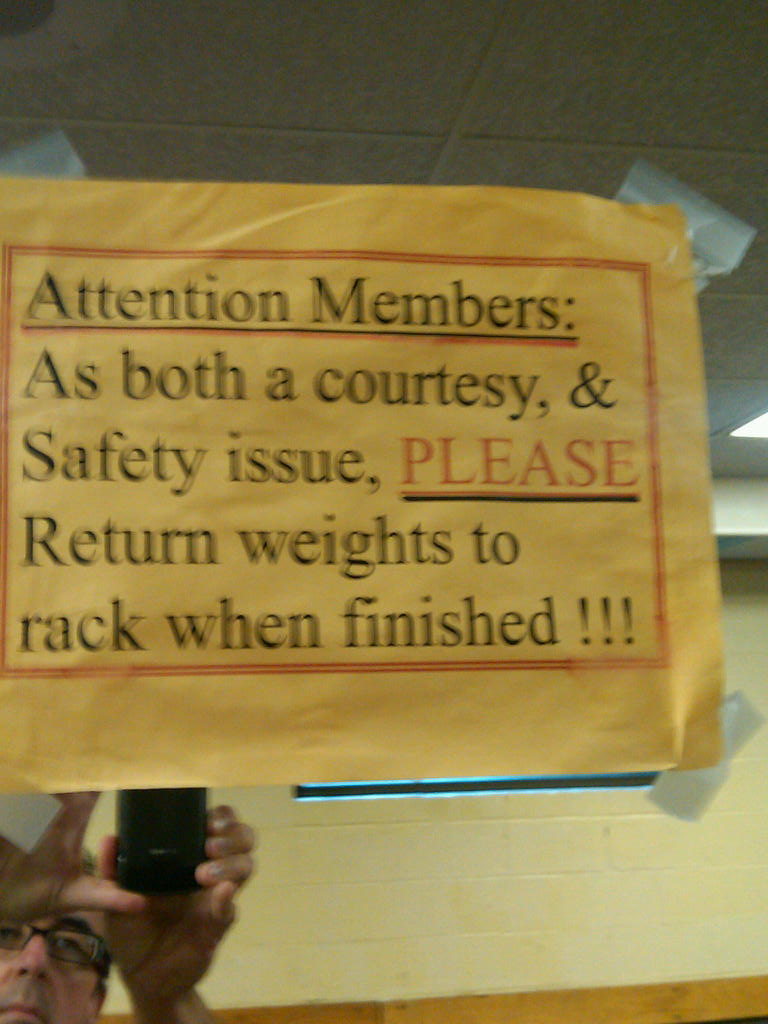 Attention Members:
As both a courtesy, &
Safety issue, PLEASE
Return weights to
rack when finished !!!